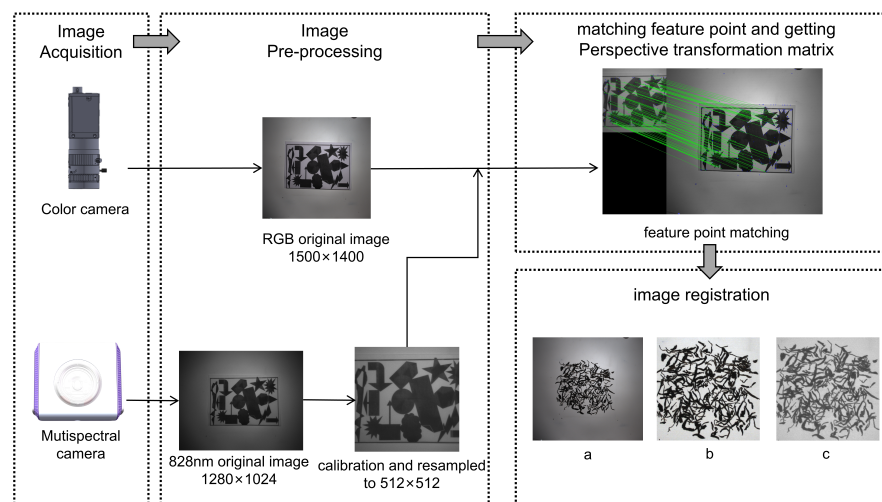 Image
Acquisition
Image
Pre-processing
matching feature point and getting
Perspective transformation matrix
Color camera
RGB original image
1500×1400
feature point matching
image registration
Mutispectral
camera
828nm original image
1280×1024
calibration and resampled
to 512×512
a
b
c